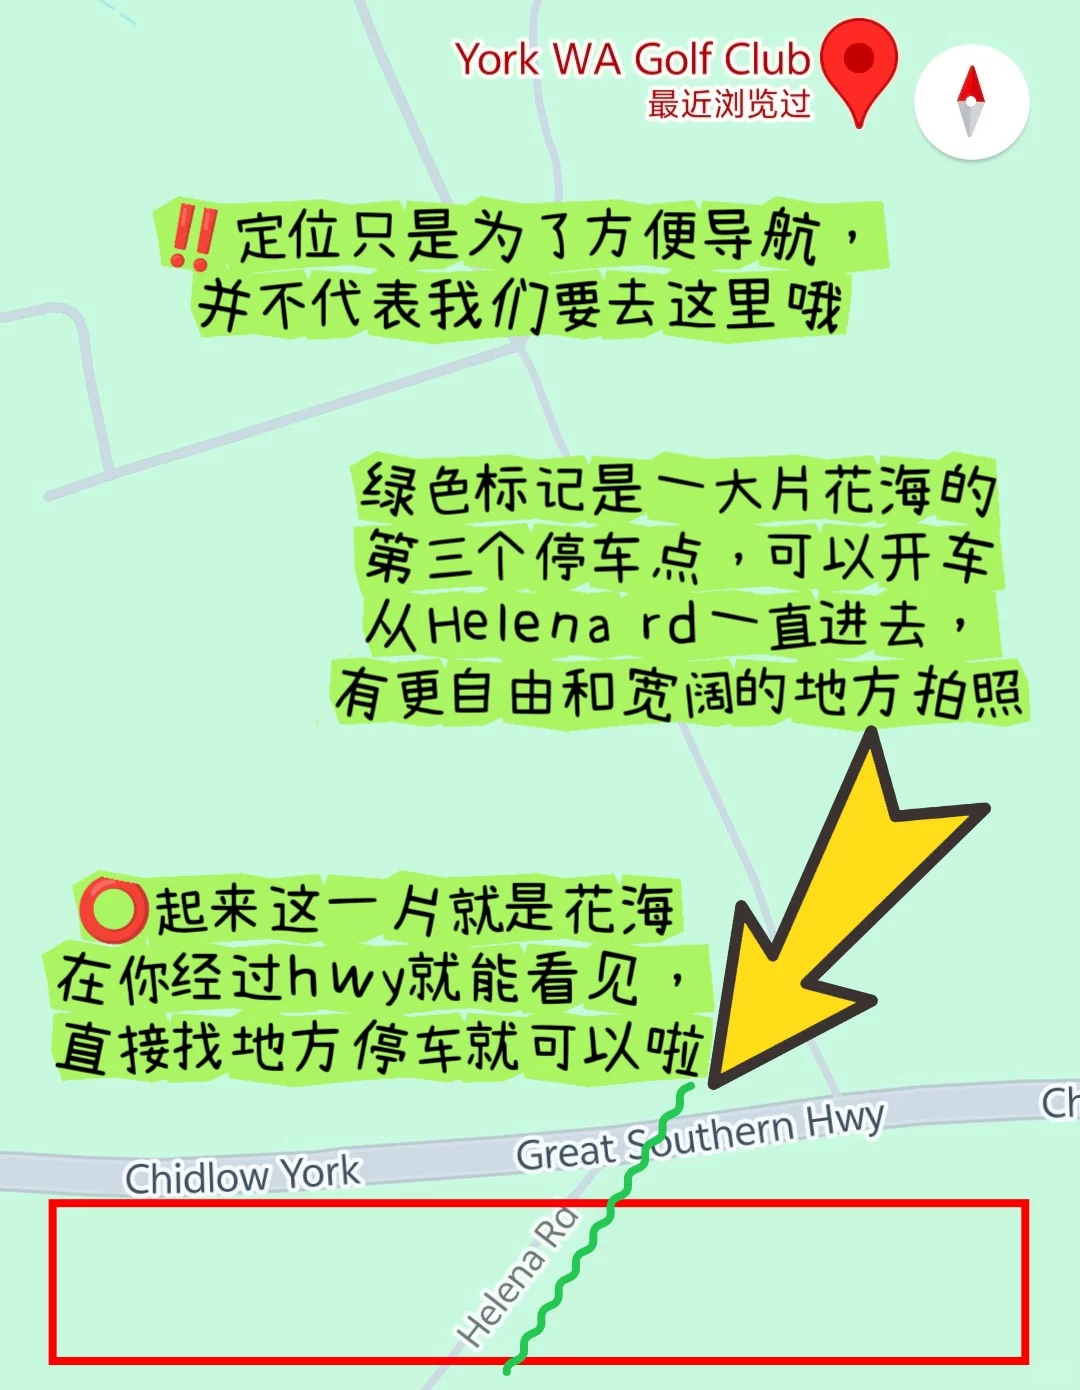 York WA Golf Club
最近浏览过
‼️定位只是为了方便导航，
并不代表我们要去这里哦
绿色标记是一大片花海的
第三个停车点，可以开车
从Helena rd一直进去，
有更自由和宽阔的地方拍照
⭕起来这一片就是花海
在你经过hwy就能看见，
直接找地方停车就可以啦
Ch
Great Southern Hwy
Chidlow York
Helena Rd